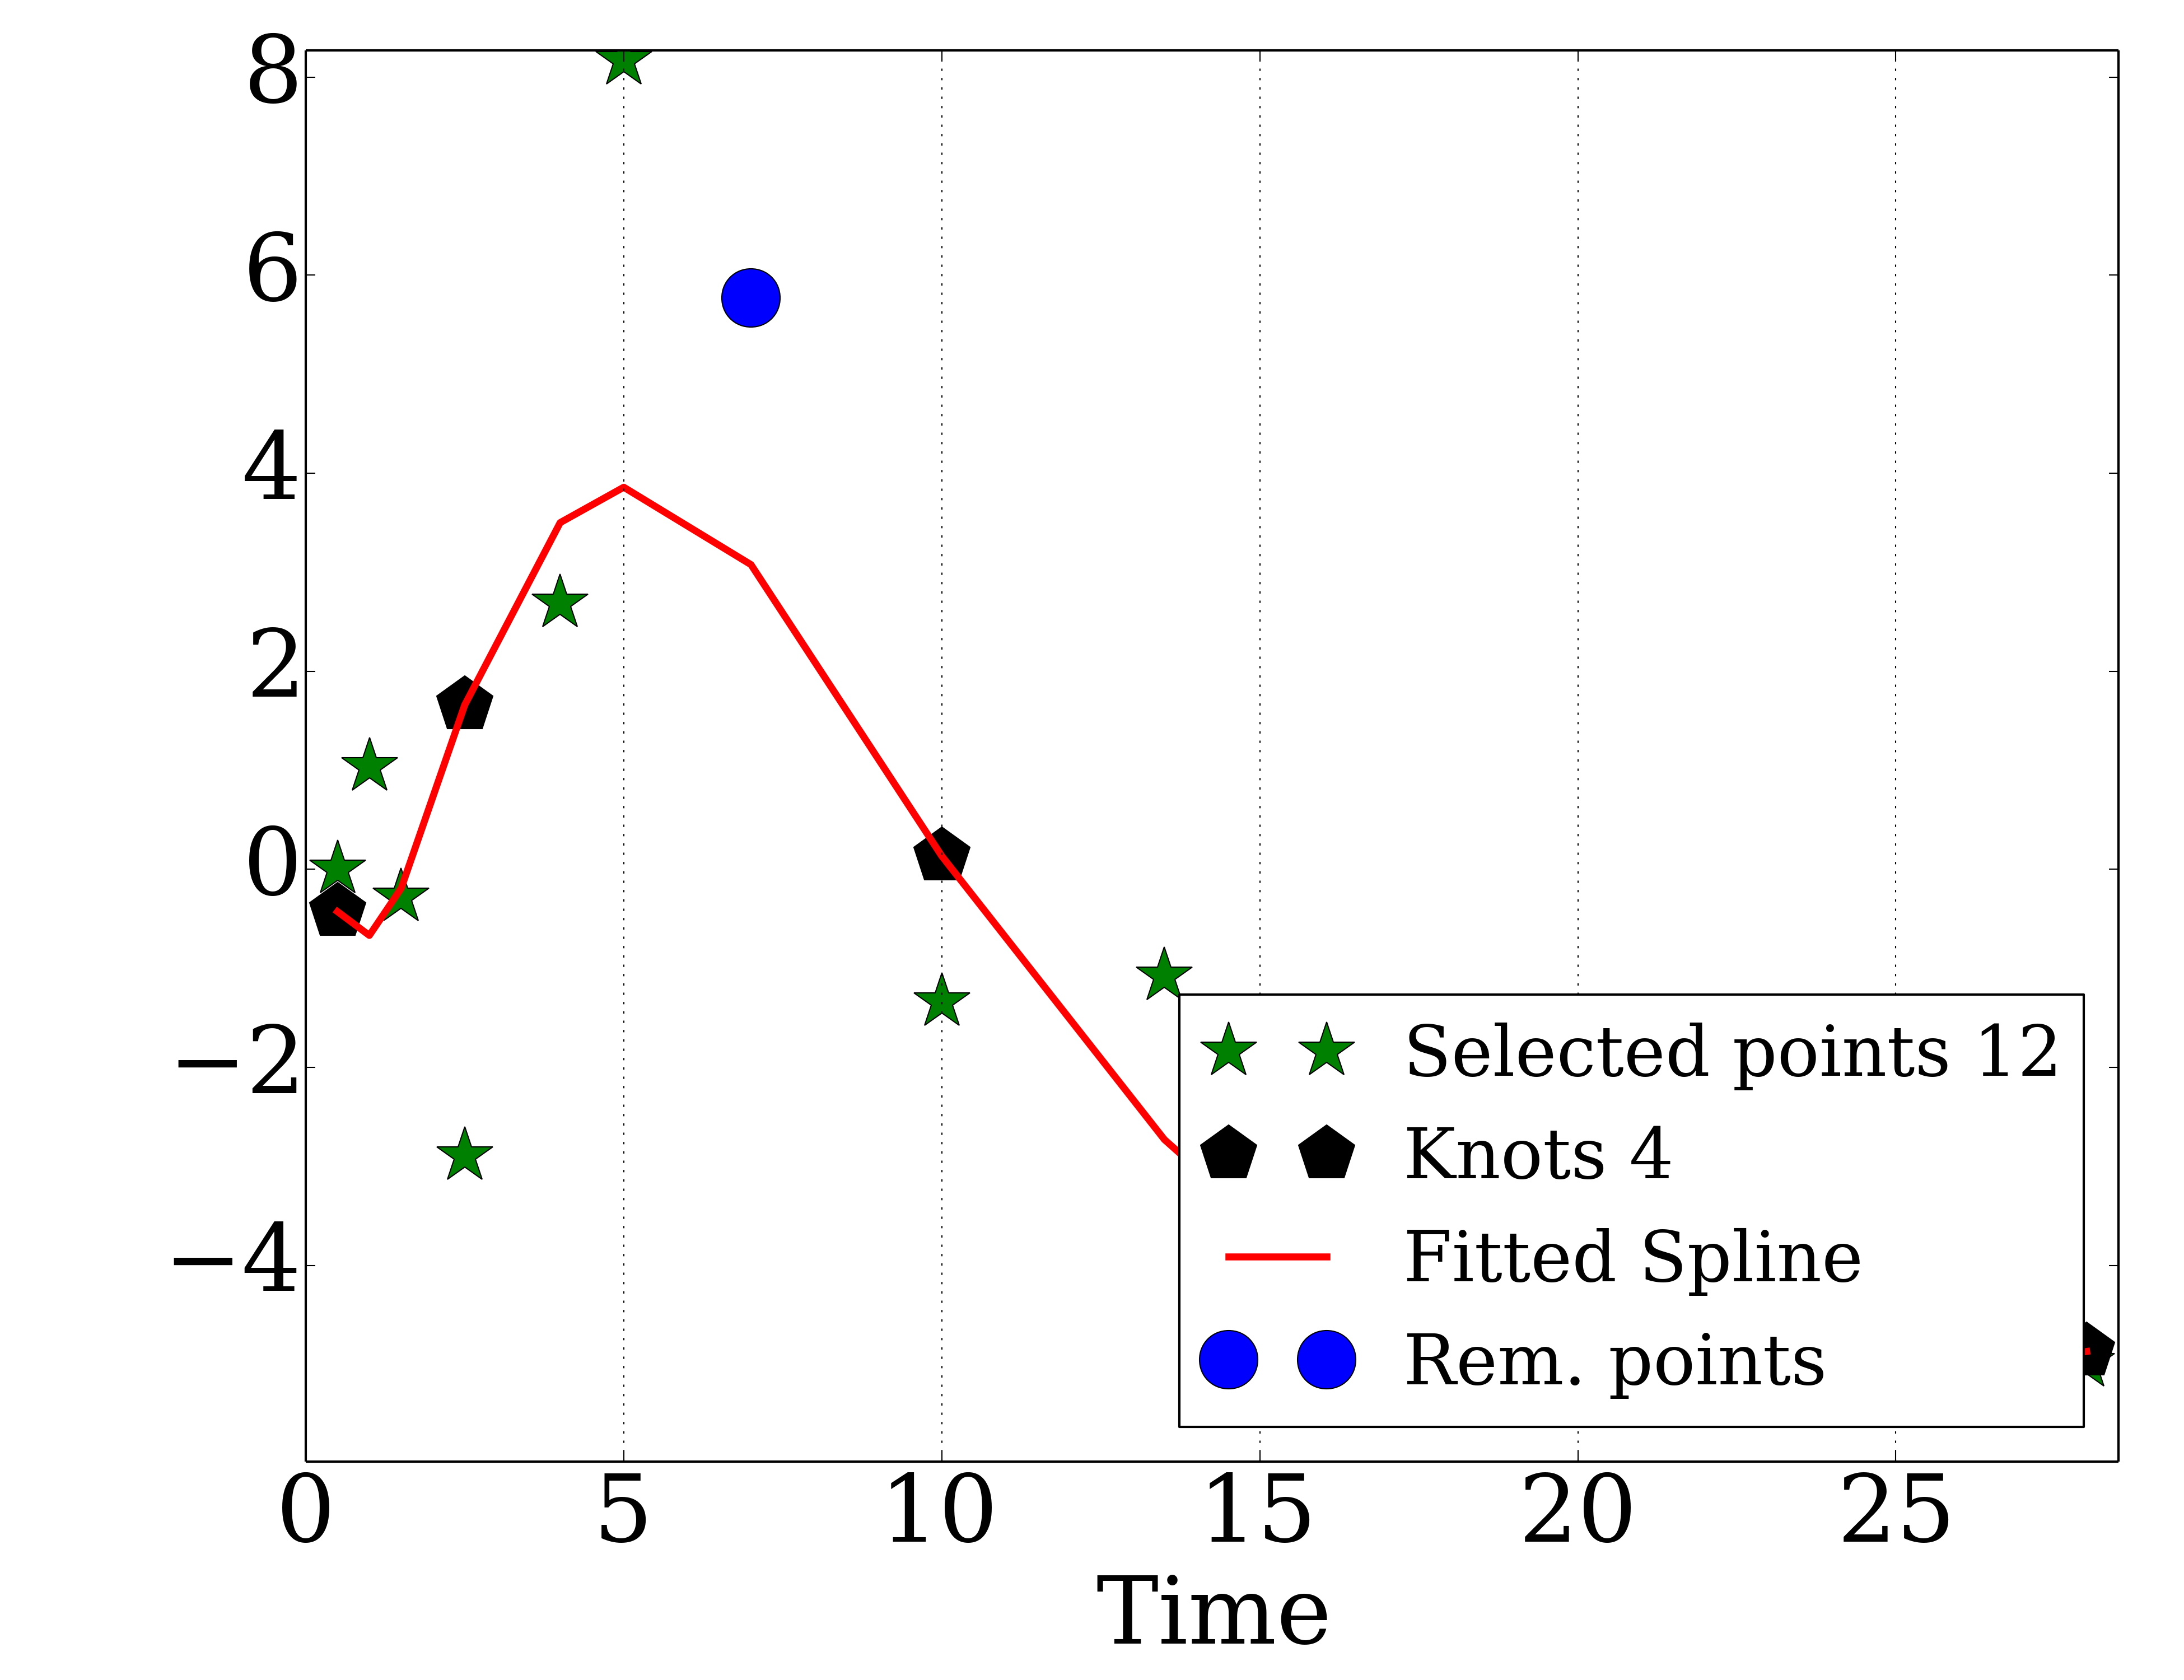 8
6
4
2
0
−2
−4
Selected points 12
Knots 4
Fitted Spline
Rem. points
0 5 10 15 20 25
Time